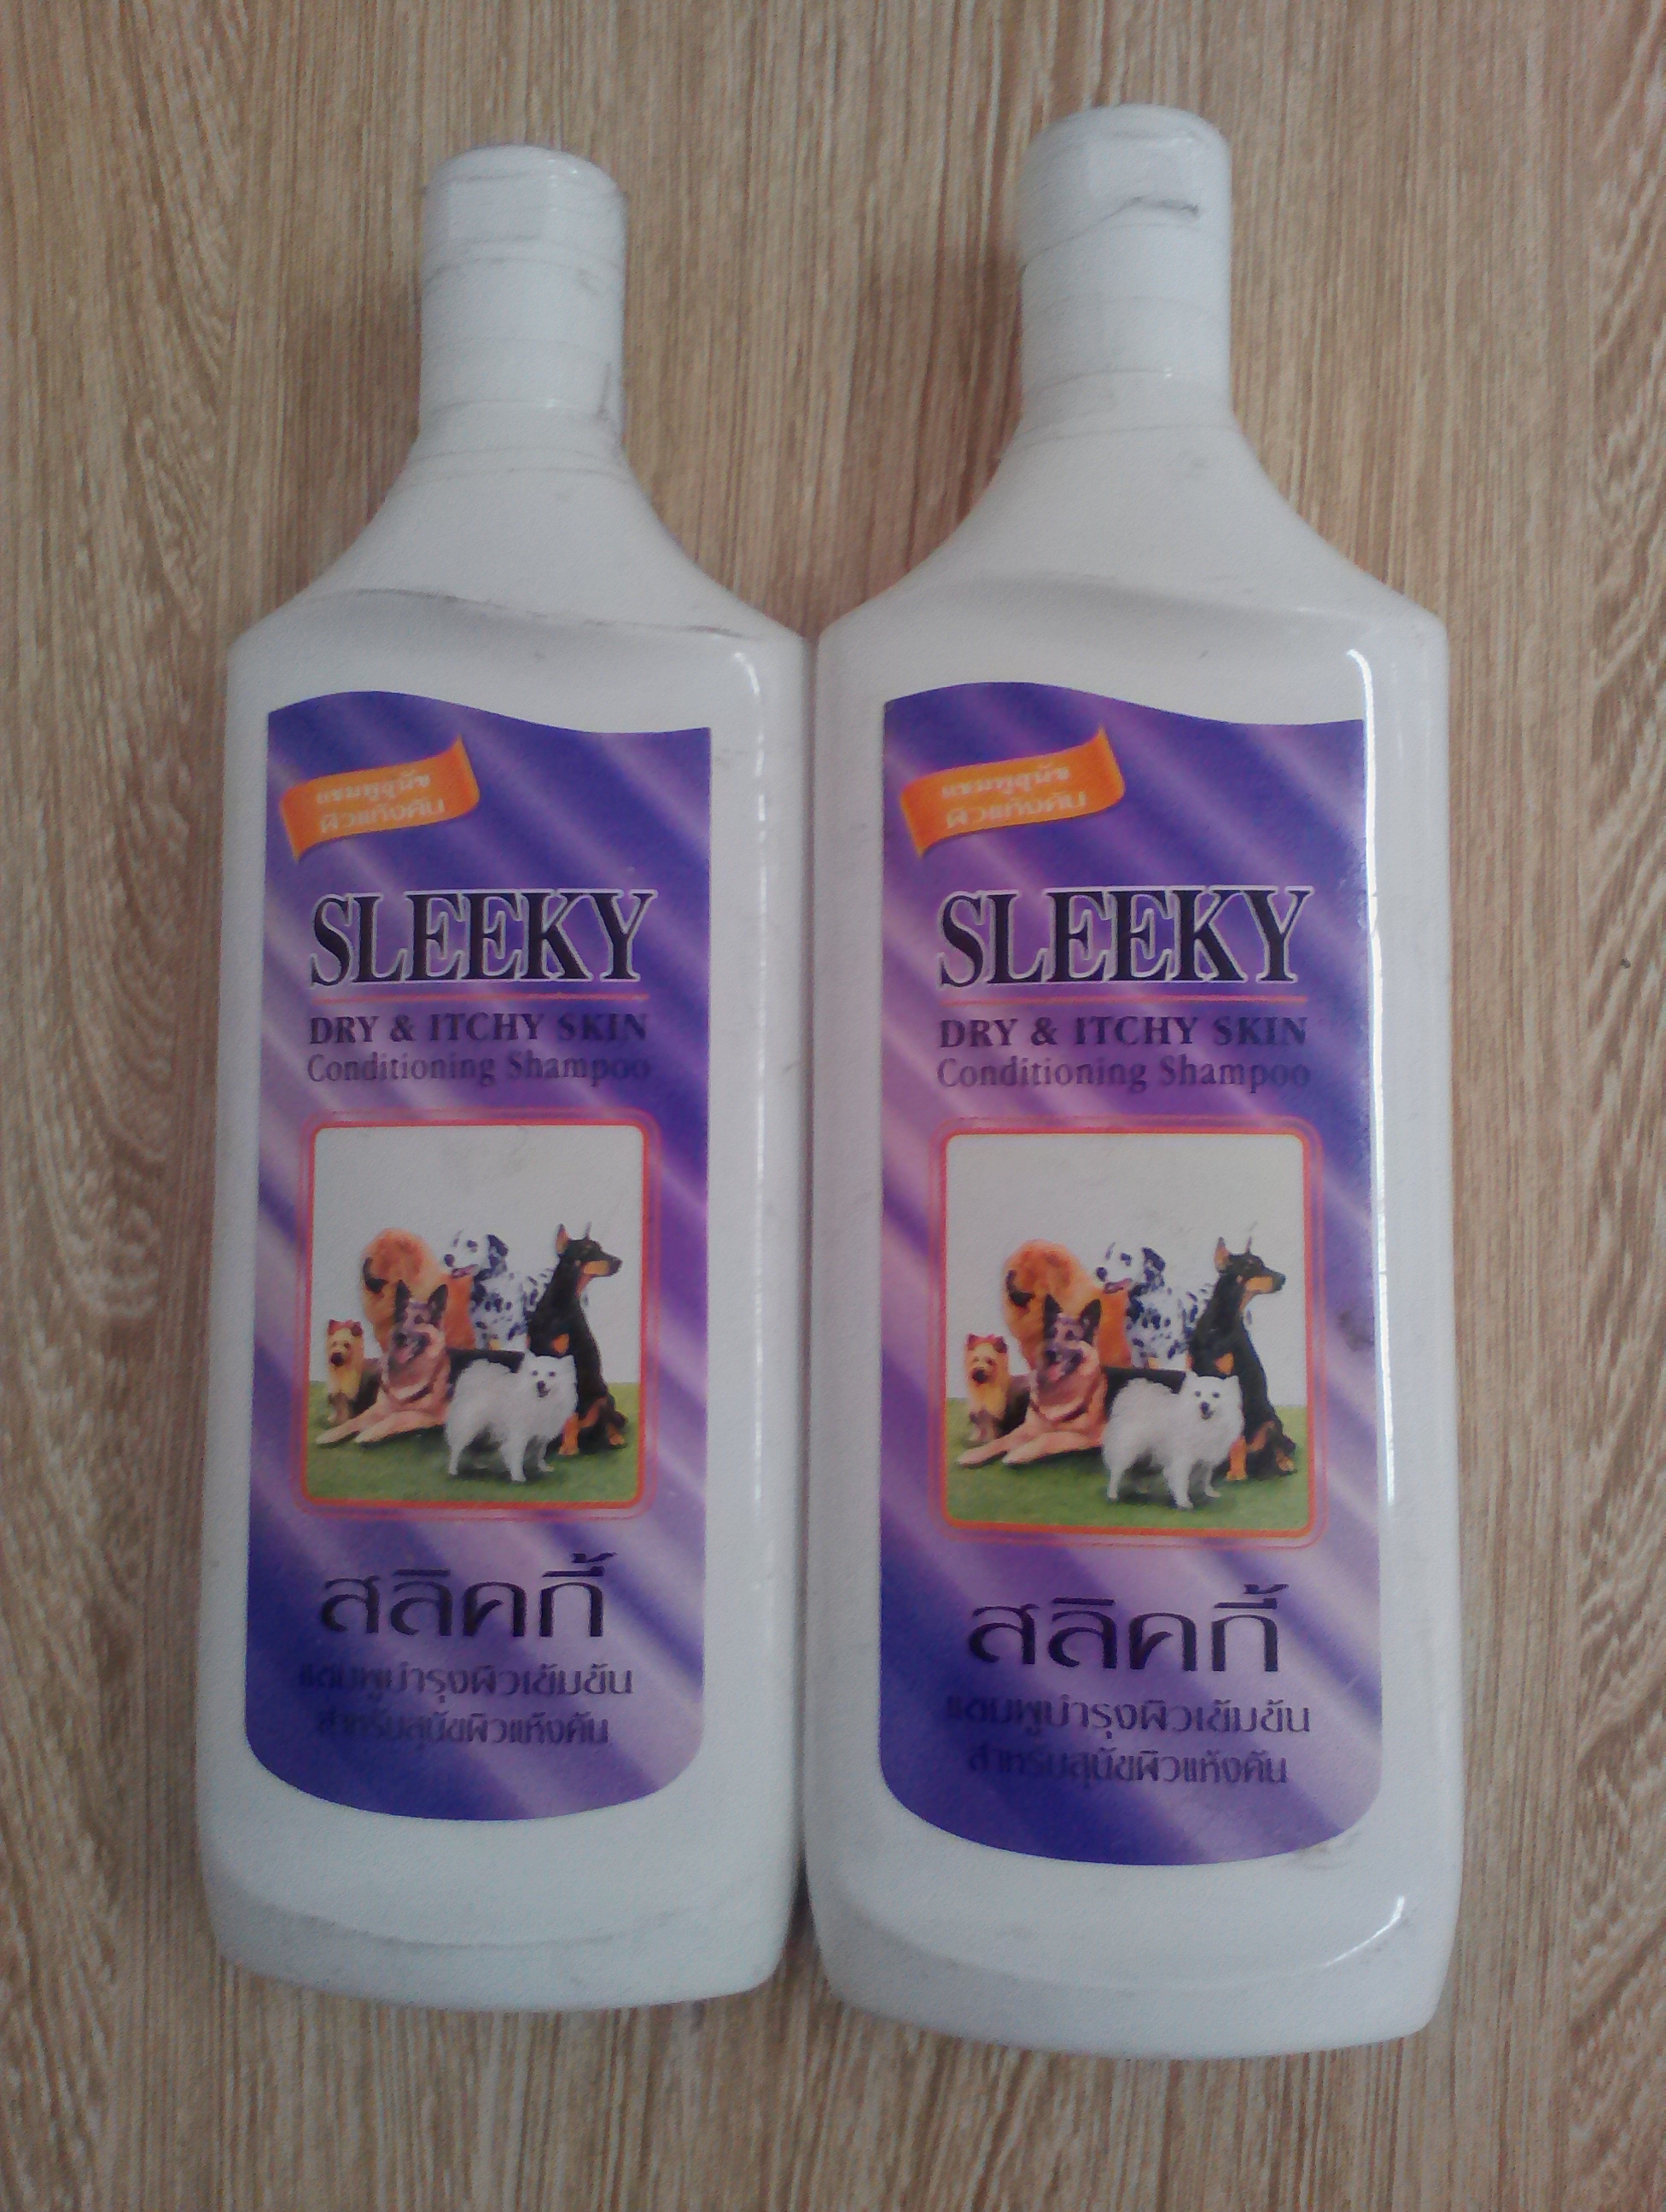 แชมพูสุนัข
ผิวแห้งคัน
SLEEKY
DRY & ITCHY SKIN
Conditioning Shampoo
สลิคกี้
แชมพูบำรุงผิวเข้มข้น
สำหรับสุนัขผิวแห้งคัน
แชมพูสุนัข
ผิวแห้งคัน
SLEEKY
DRY & ITCHY SKIN
Conditioning Shampoo
สลิคกี้
แชมพูบำรุงผิวเข้มข้น
สำหรับสุนัขผิวแห้งคัน